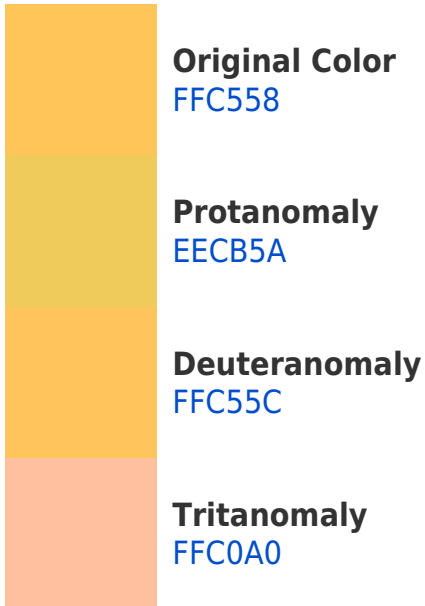 Original Color
FFC558
Protanomaly
EECB5A
Deuteranomaly
FFC55C
Tritanomaly
FFC0A0